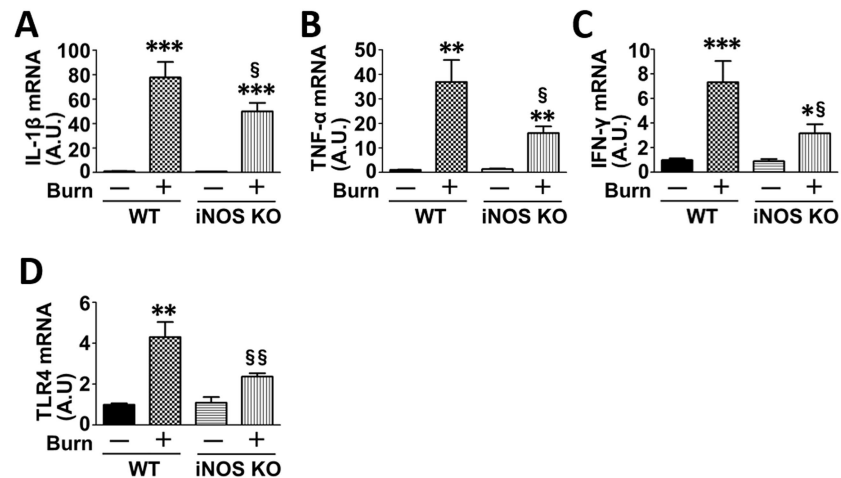 A
IL-1β mRNA
(A.U.)
100
80
60
40
20
0
***
§
***
Burn — + — +
WT iNOS KO
B
TNF-α mRNA
(A.U.)
50
40
30
20
10
0
**
§
**
Burn — + — +
WT iNOS KO
C
IFN-γ mRNA
(A.U.)
10
8
6
4
2
0
***
*§
Burn — + — +
WT iNOS KO
D
TLR4 mRNA
(A.U)
6
4
2
0
**
§§
Burn — + — +
WT iNOS KO